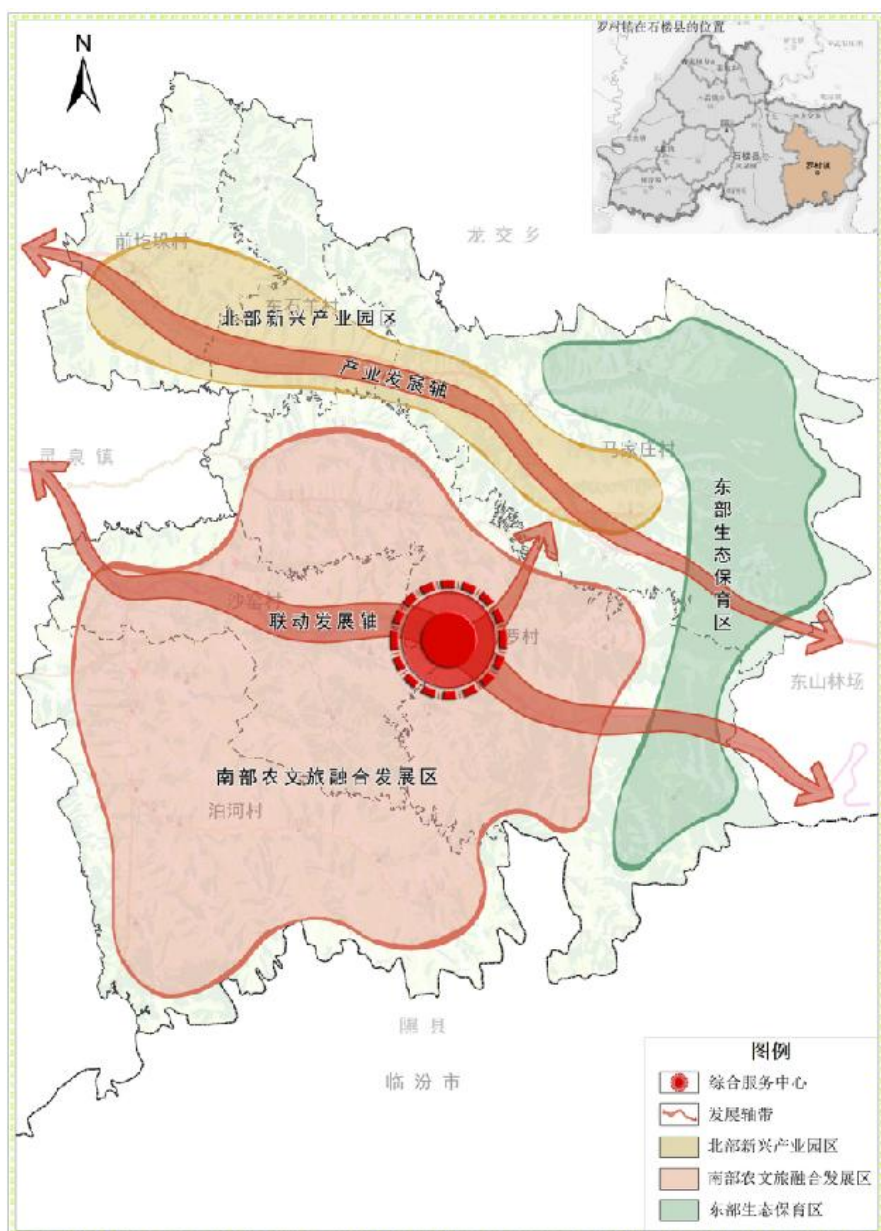 N
罗村镇在石楼县的位置
石楼县
罗村镇
龙交乡
前圪垛村
东石羊村
北部新兴产业园区
产业发展轴
灵泉镇
马家庄村
东部生态保育区
沙窑村
联动发展轴
罗村
东山林场
南部农文旅融合发展区
泊河村
隰县
临汾市
图例
综合服务中心
发展轴带
北部新兴产业园区
南部农文旅融合发展区
东部生态保育区